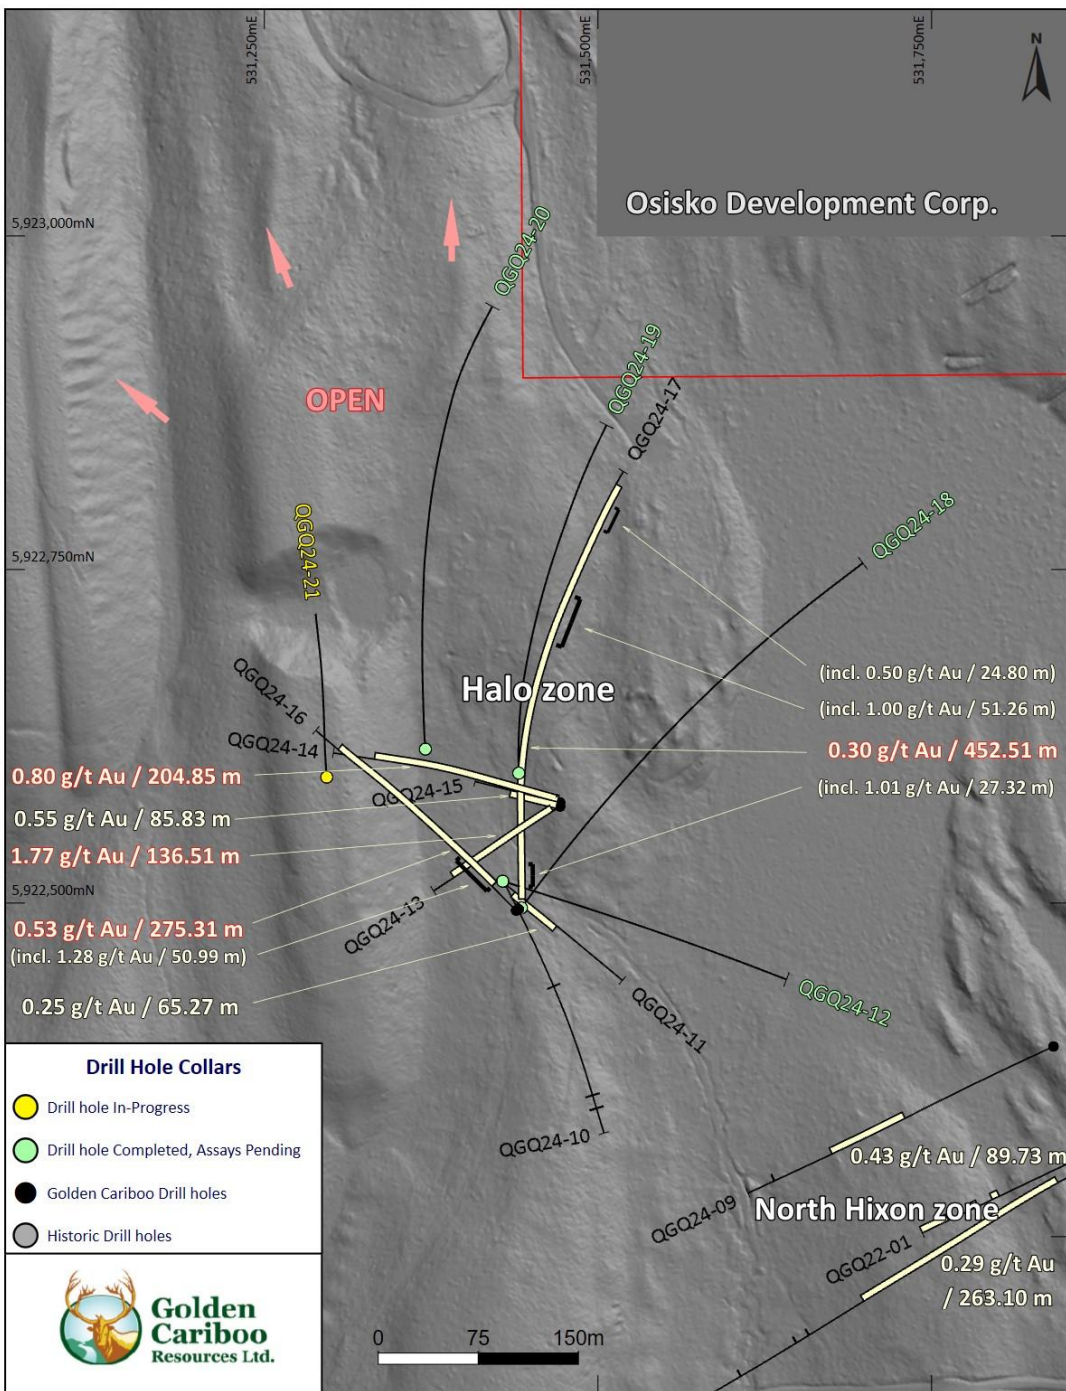 531,250mE
531,500mE
531,750mE
N
Osisko Development Corp.
5,923,000mN
QGQ24-20
QGQ24-19
OPEN
QGQ24-17
QGQ24-18
QGQ24-21
5,922,750mN
QGQ24-16
Halo zone
(incl. 0.50 g/t Au / 24.80 m)
(incl. 1.00 g/t Au / 51.26 m)
QGQ24-14
0.30 g/t Au / 452.51 m
0.80 g/t Au / 204.85 m
QGQ24-15
(incl. 1.01 g/t Au / 27.32 m)
0.55 g/t Au / 85.83 m
1.77 g/t Au / 136.51 m
5,922,500mN
QGQ24-13
0.53 g/t Au / 275.31 m
(incl. 1.28 g/t Au / 50.99 m)
0.25 g/t Au / 65.27 m
QGQ24-12
QGQ24-11
QGQ24-10
0.43 g/t Au / 89.73 m
QGQ24-09
North Hixon zone
QGQ22-01
0.29 g/t Au
/ 263.10 m
Drill Hole Collars
Drill hole In-Progress
Drill hole Completed, Assays Pending
Golden Cariboo Drill holes
Historic Drill holes
Golden
Cariboo
Resources Ltd.
0 75 150m